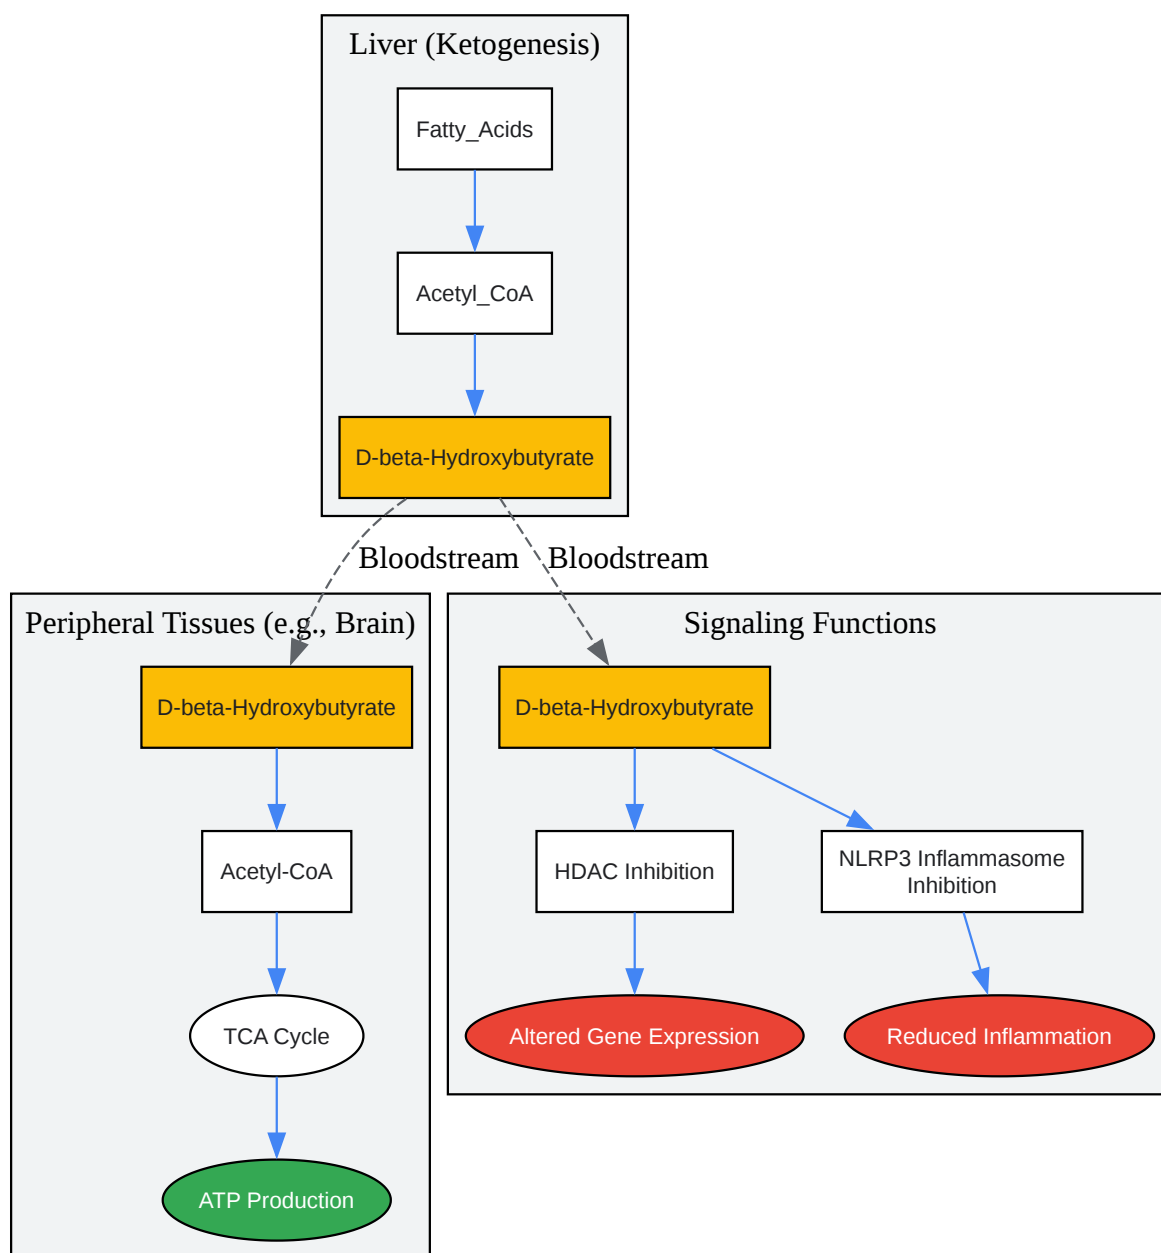 Liver (Ketogenesis)
Fatty_Acids
Acetyl_CoA
D-beta-Hydroxybutyrate
Bloodstream
Bloodstream
Peripheral Tissues (e.g., Brain)
D-beta-Hydroxybutyrate
Acetyl-CoA
TCA Cycle
ATP Production
Signaling Functions
D-beta-Hydroxybutyrate
HDAC Inhibition
NLRP3 Inflammasome
Inhibition
Altered Gene Expression
Reduced Inflammation